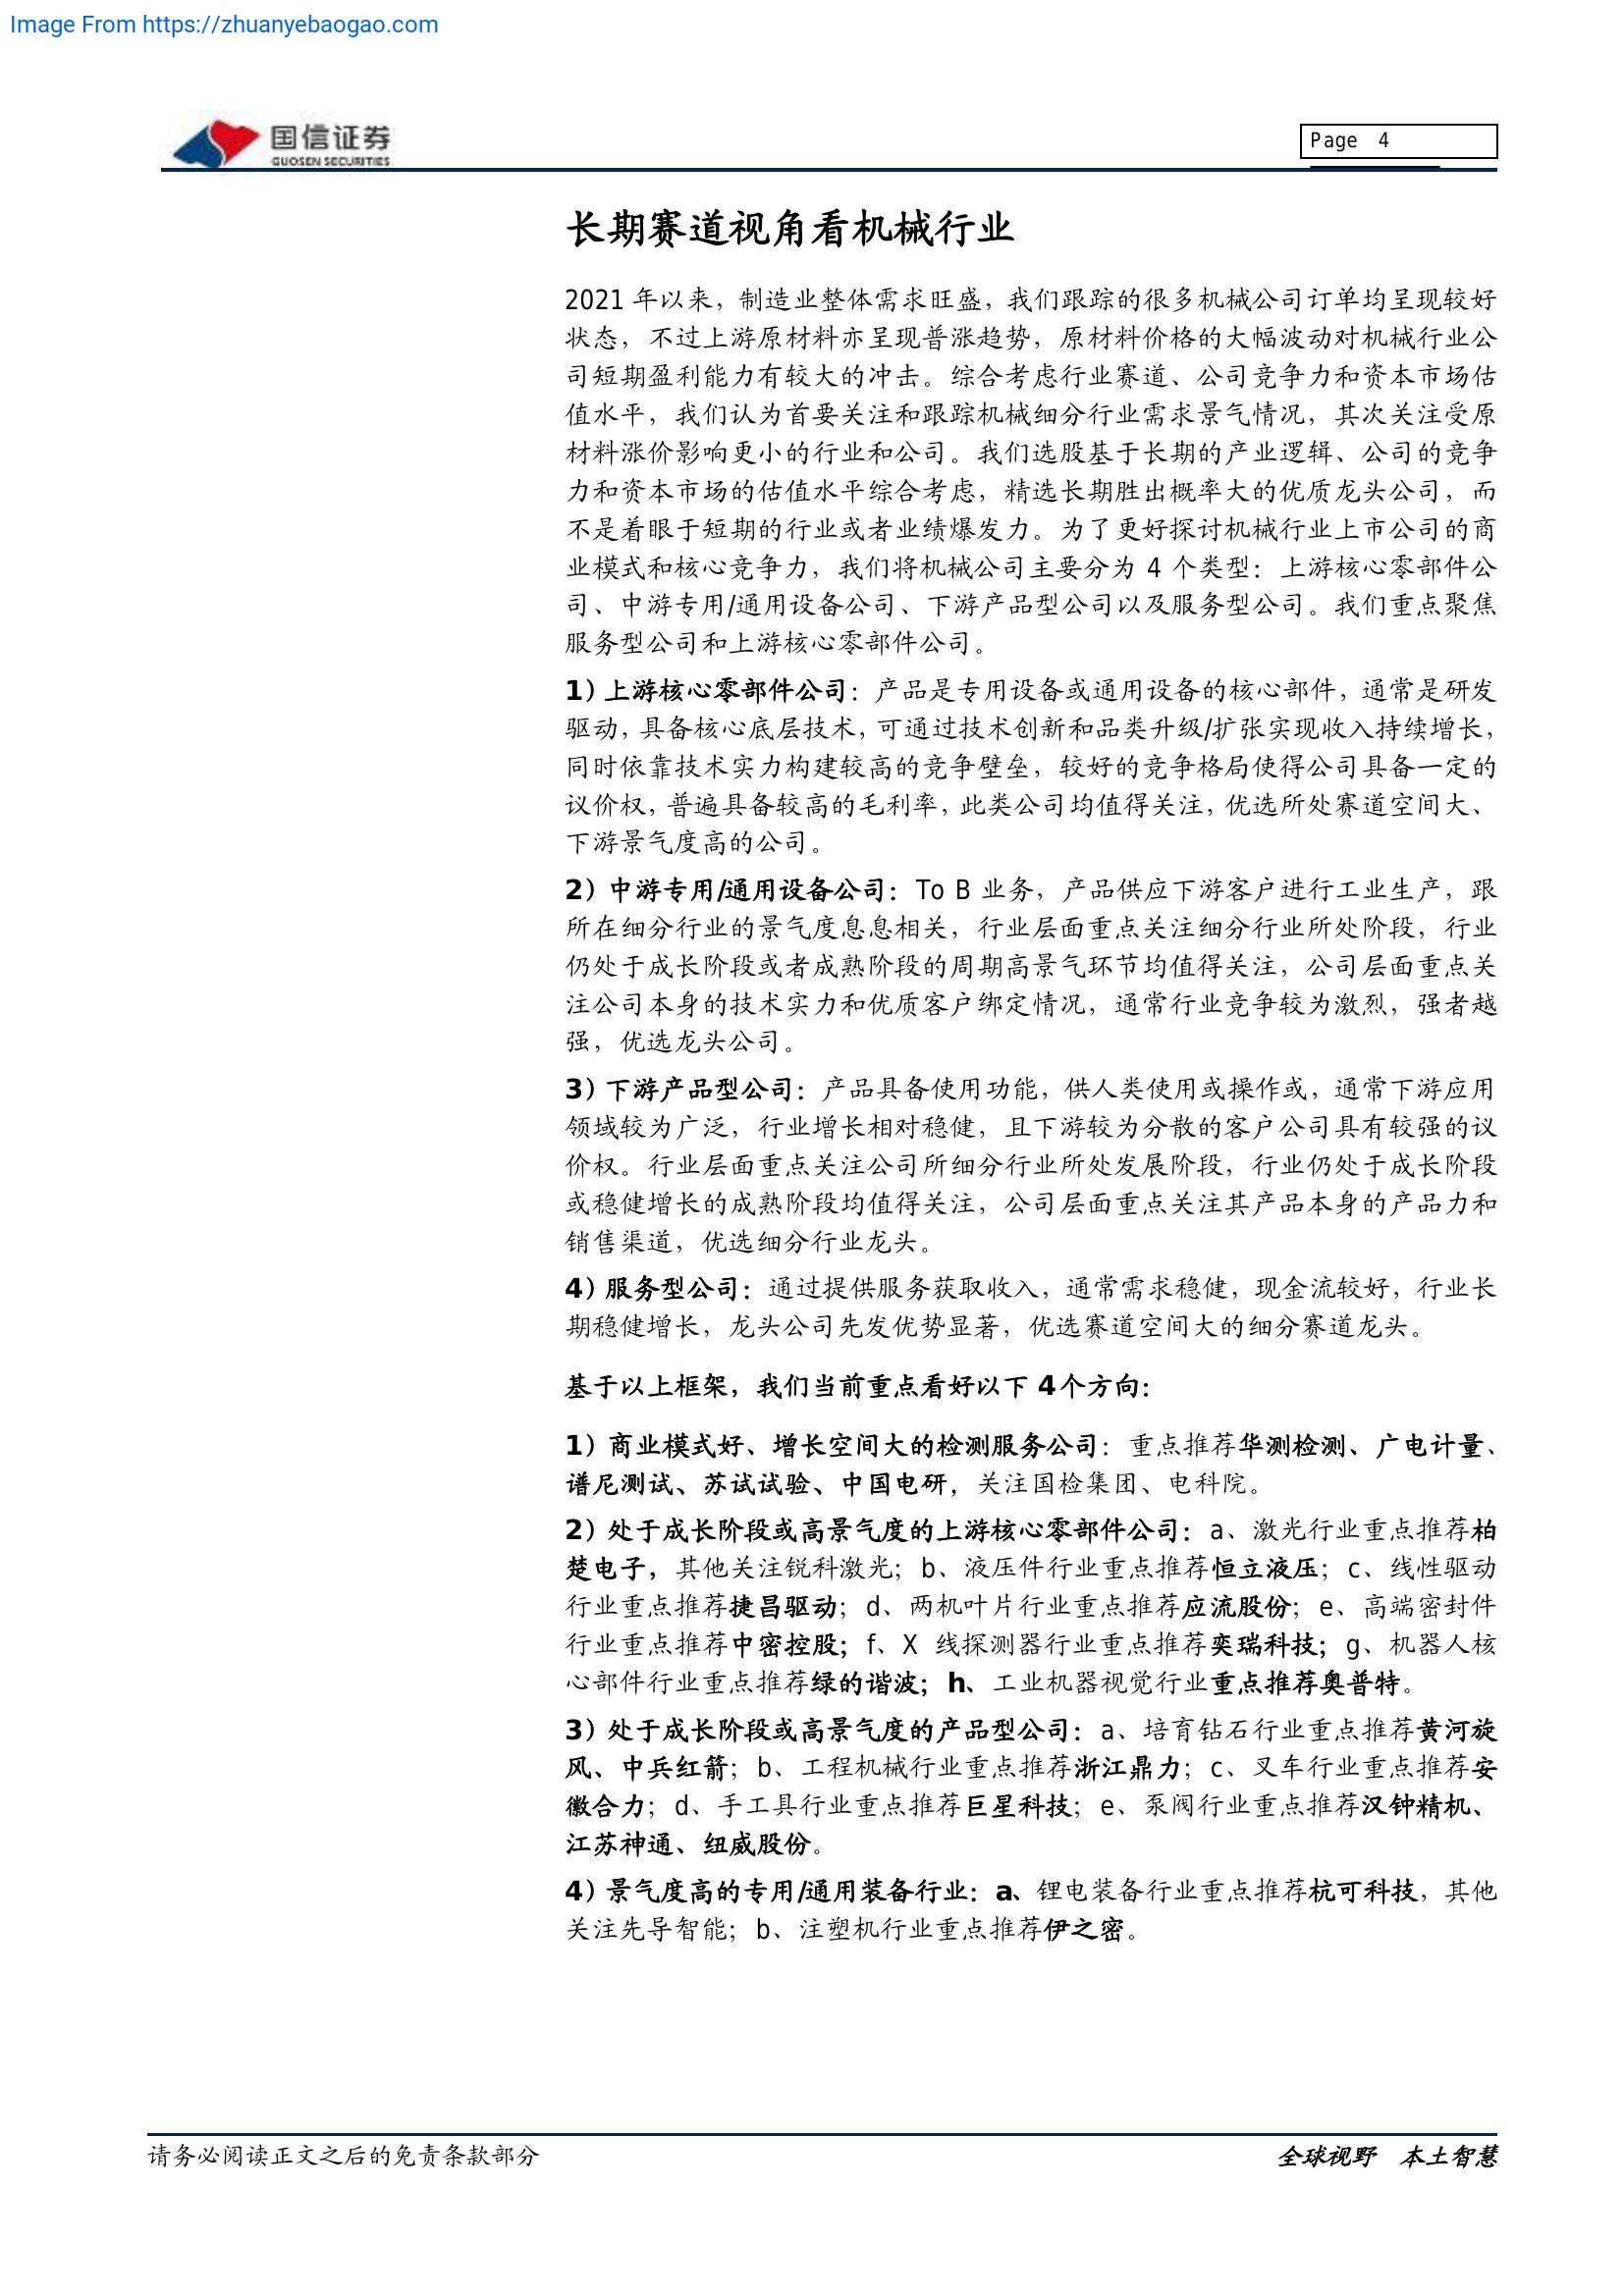 Image From https://zhuanyebaogao.com
国信证券
GUOSEN SECURITIES
Page 4
长期赛道视角看机械行业
2021 年以来，制造业整体需求旺盛，我们跟踪的很多机械公司订单均呈现较好
状态，不过上游原材料亦呈现普涨趋势，原材料价格的大幅波动对机械行业公
司短期盈利能力有较大的冲击。综合考虑行业赛道、公司竞争力和资本市场估
值水平，我们认为首要关注和跟踪机械细分行业需求景气情况，其次关注受原
材料涨价影响更小的行业和公司。我们选股基于长期的产业逻辑、公司的竞争
力和资本市场的估值水平综合考虑，精选长期胜出概率大的优质龙头公司，而
不是着眼于短期的行业或者业绩爆发力。为了更好探讨机械行业上市公司的商
业模式和核心竞争力，我们将机械公司主要分为 4 个类型：上游核心零部件公
司、中游专用/通用设备公司、下游产品型公司以及服务型公司。我们重点聚焦
服务型公司和上游核心零部件公司。
1）上游核心零部件公司：产品是专用设备或通用设备的核心部件，通常是研发
驱动，具备核心底层技术，可通过技术创新和品类升级/扩张实现收入持续增长，
同时依靠技术实力构建较高的竞争壁垒，较好的竞争格局使得公司具备一定的
议价权，普遍具备较高的毛利率，此类公司均值得关注，优选所处赛道空间大、
下游景气度高的公司。
2）中游专用/通用设备公司：To B 业务，产品供应下游客户进行工业生产，跟
所在细分行业的景气度息息相关，行业层面重点关注细分行业所处阶段，行业
仍处于成长阶段或者成熟阶段的周期高景气环节均值得关注，公司层面重点关
注公司本身的技术实力和优质客户绑定情况，通常行业竞争较为激烈，强者越
强，优选龙头公司。
3）下游产品型公司：产品具备使用功能，供人类使用或操作或，通常下游应用
领域较为广泛，行业增长相对稳健，且下游较为分散的客户公司具有较强的议
价权。行业层面重点关注公司所细分行业所处发展阶段，行业仍处于成长阶段
或稳健增长的成熟阶段均值得关注，公司层面重点关注其产品本身的产品力和
销售渠道，优选细分行业龙头。
4）服务型公司：通过提供服务获取收入，通常需求稳健，现金流较好，行业长
期稳健增长，龙头公司先发优势显著，优选赛道空间大的细分赛道龙头。
基于以上框架，我们当前重点看好以下 4个方向：
1）商业模式好、增长空间大的检测服务公司：重点推荐华测检测、广电计量、
谱尼测试、苏试试验、中国电研，关注国检集团、电科院。
2）处于成长阶段或高景气度的上游核心零部件公司：a、激光行业重点推荐柏
楚电子，其他关注锐科激光；b、液压件行业重点推荐恒立液压；c、线性驱动
行业重点推荐捷昌驱动；d、两机叶片行业重点推荐应流股份；e、高端密封件
行业重点推荐中密控股；f、X 线探测器行业重点推荐奕瑞科技；g、机器人核
心部件行业重点推荐绿的谐波；h、工业机器视觉行业重点推荐奥普特。
3）处于成长阶段或高景气度的产品型公司：a、培育钻石行业重点推荐黄河旋
风、中兵红箭；b、工程机械行业重点推荐浙江鼎力；c、叉车行业重点推荐安
徽合力；d、手工具行业重点推荐巨星科技；e、泵阀行业重点推荐汉钟精机、
江苏神通、纽威股份。
4）景气度高的专用/通用装备行业：a、锂电装备行业重点推荐杭可科技，其他
关注先导智能；b、注塑机行业重点推荐伊之密。
请务必阅读正文之后的免责条款部分
全球视野 本土智慧